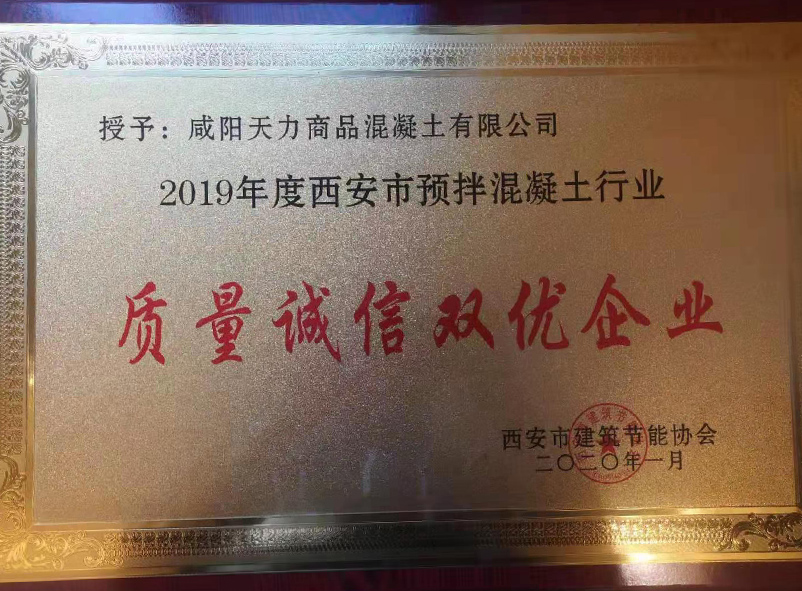 授予：咸阳天力商品混凝土有限公司
2019年度西安市预拌混凝土行业
质量诚信双优企业
西安市建筑节能协会
二〇二〇年一月